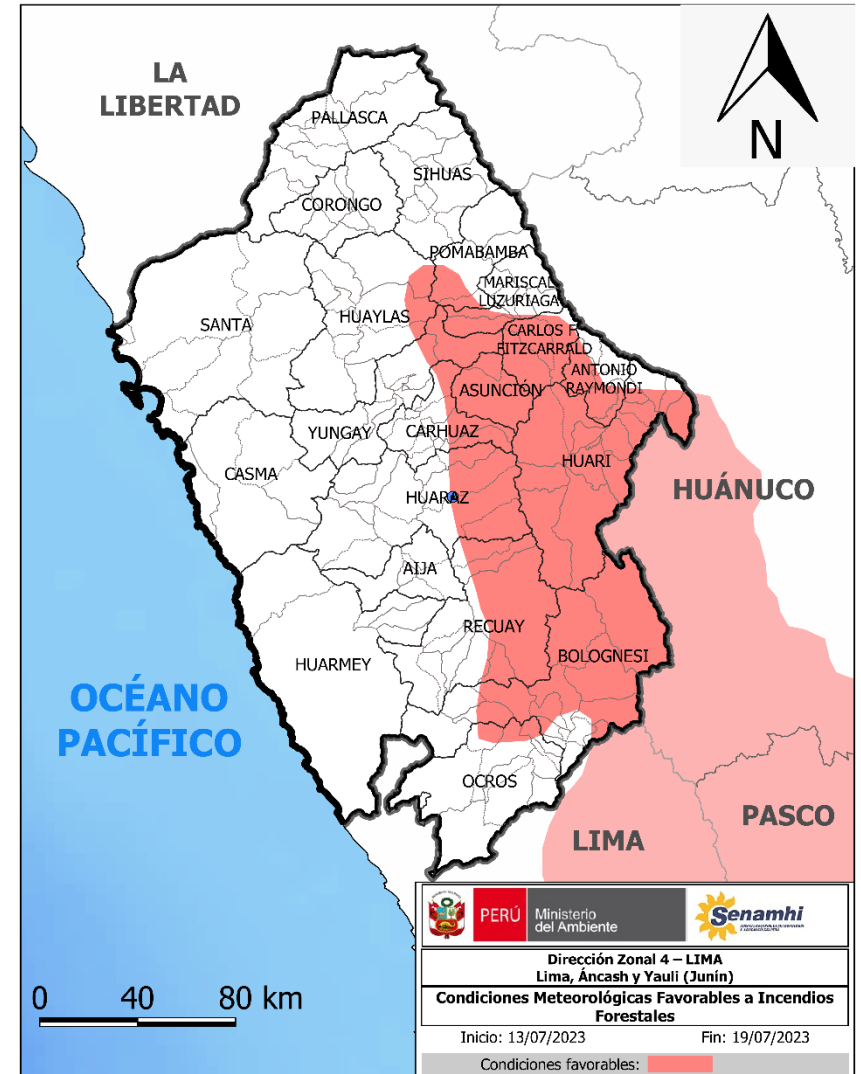 LA
LIBERTAD
N
PALLASCA
SIHUAS
CORONGO
POMABAMBA
MARISCAL
LUZURIAGA
SANTA
HUAYLAS
CARLOS F.
FITZCARRALD
ANTONIO
RAYMONDI
ASUNCIÓN
YUNGAY
CARHUAZ
HUARI
CASMA
HUARAZ
HUÁNUCO
AIJA
RECUAY
HUARMEY
BOLOGNESI
OCÉANO
PACÍFICO
OCROS
PASCO
LIMA
PERÚ
Ministerio
del Ambiente
Senamhi
Dirección Zonal 4 – LIMA
Lima, Áncash y Yauli (Junín)
Condiciones Meteorológicas Favorables a Incendios
Forestales
Inicio: 13/07/2023 Fin: 19/07/2023
Condiciones favorables:
0 40 80 km